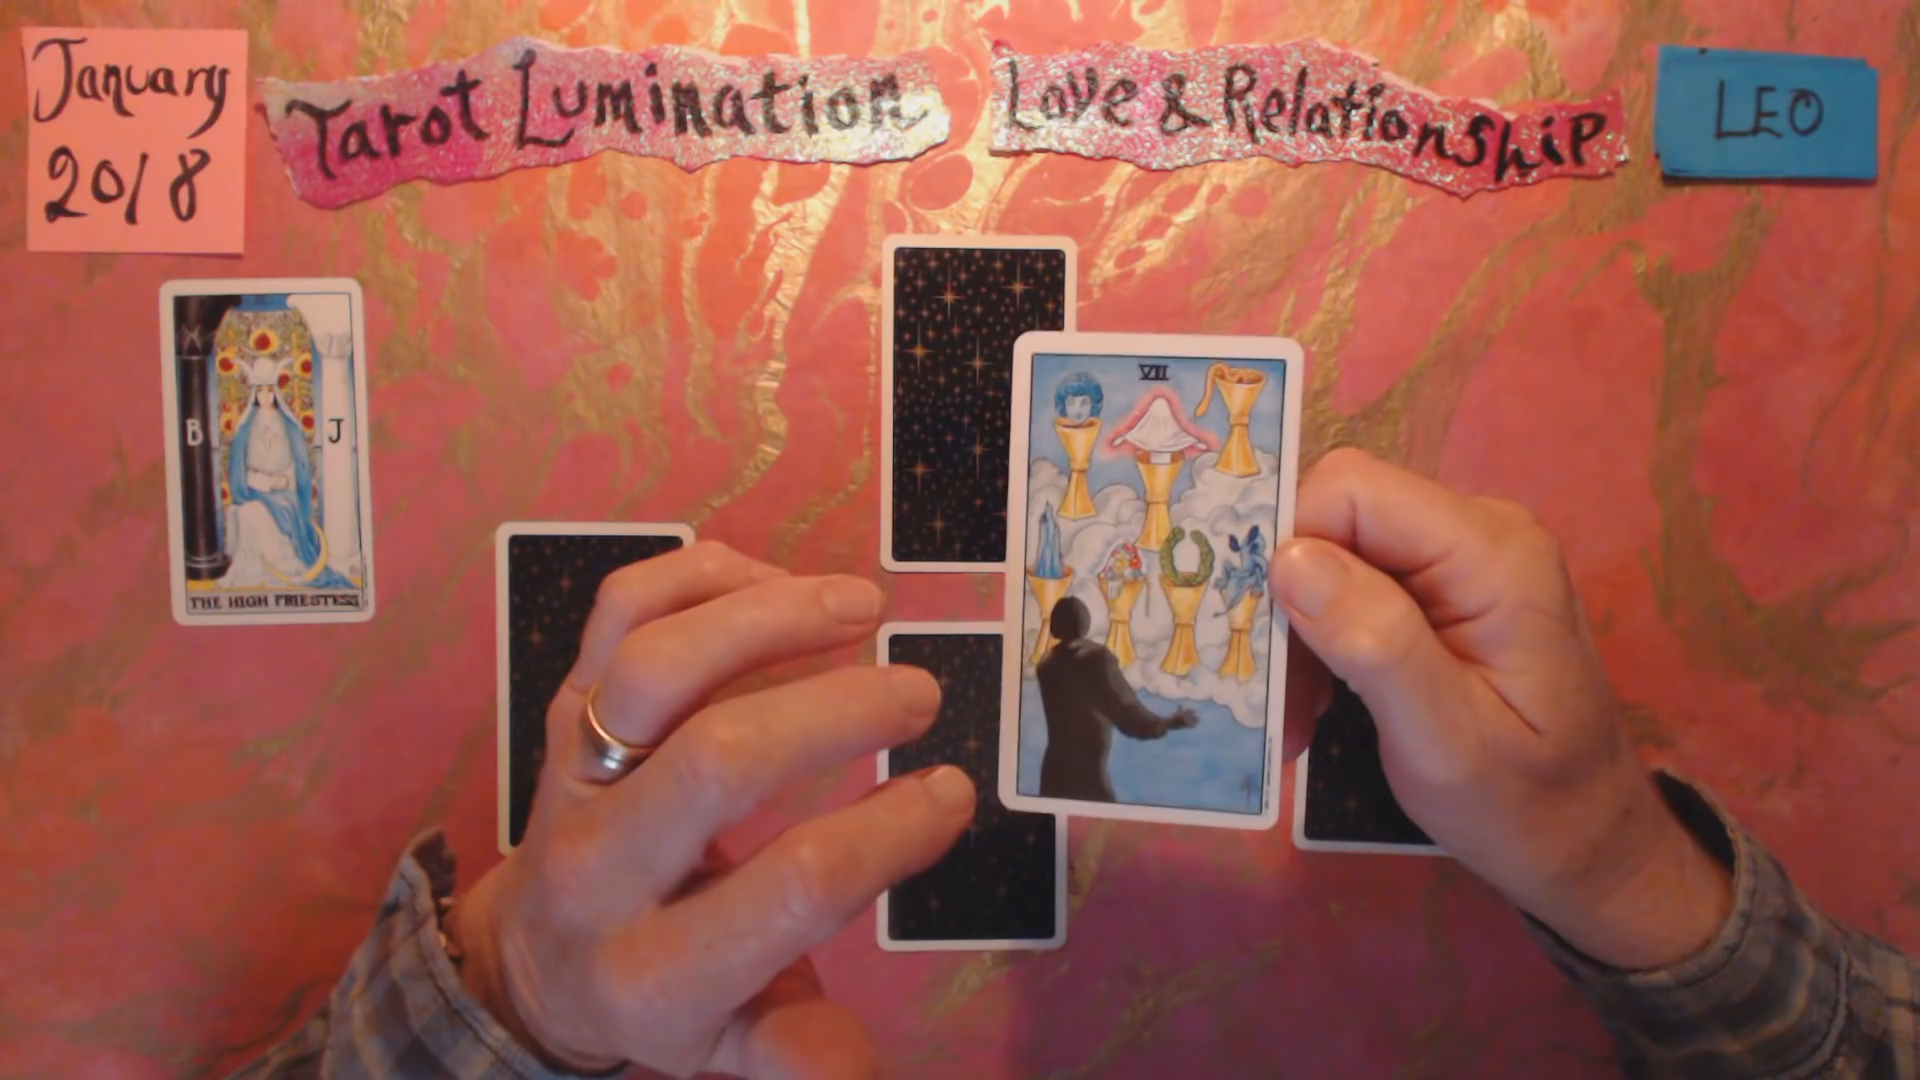 January
2018
Tarot Lumination
Love & Relationship
LEO
B
J
THE HIGH PRIESTESS
VII